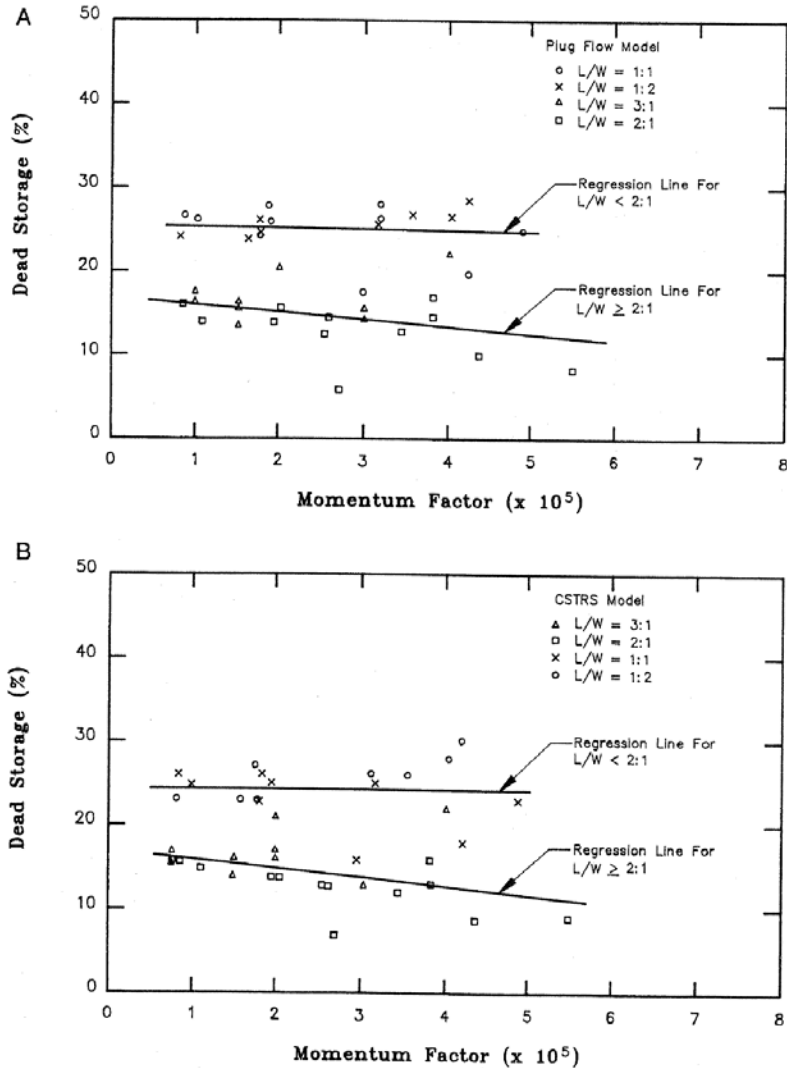 A
50
40
30
20
10
0
Dead Storage (%)
Plug Flow Model
L/W = 1:1
L/W = 1:2
L/W = 3:1
L/W = 2:1
Regression Line For
L/W < 2:1
Regression Line For
L/W ≥ 2:1
0 1 2 3 4 5 6 7 8
Momentum Factor (x 10⁵)
B
50
40
30
20
10
0
Dead Storage (%)
CSTRS Model
L/W = 3:1
L/W = 2:1
L/W = 1:1
L/W = 1:2
Regression Line For
L/W < 2:1
Regression Line For
L/W ≥ 2:1
0 1 2 3 4 5 6 7 8
Momentum Factor (x 10⁵)